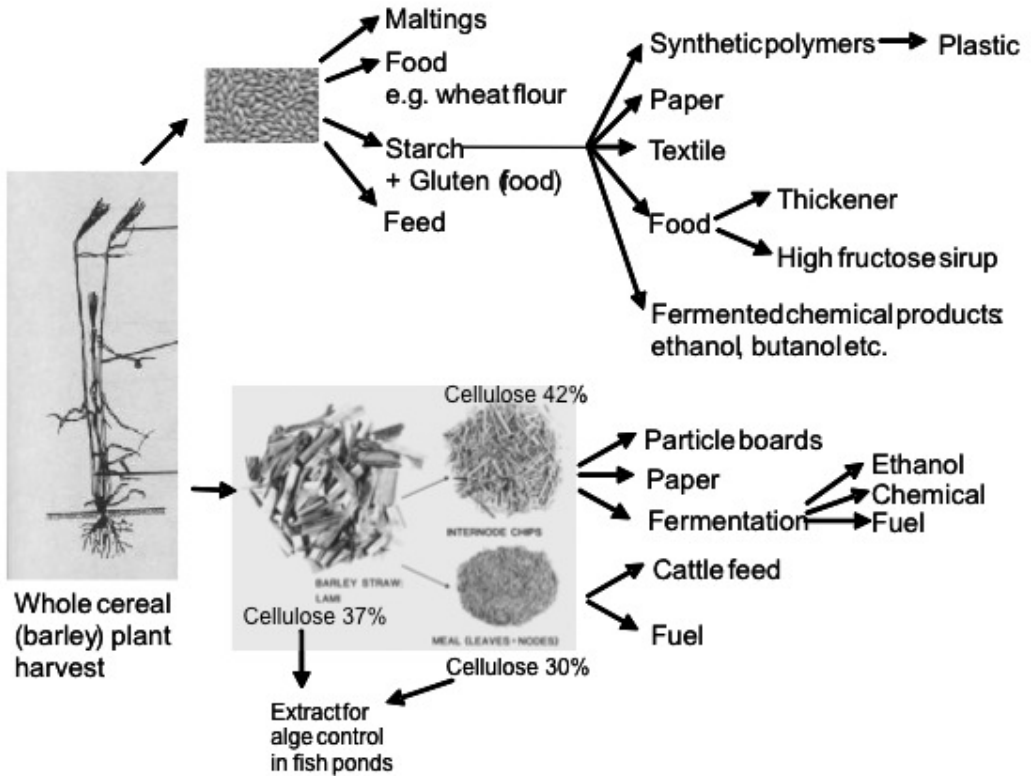 Maltings
Food
e.g. wheat flour
Starch
+ Gluten (food)
Feed
Synthetic polymers
Plastic
Paper
Textile
Food
Thickener
High fructose sirup
Fermented chemical products:
ethanol, butanol etc.
Whole cereal
(barley) plant
harvest
Cellulose 42%
INTERNODE CHIPS
BARLEY STRAW:
Cellulose 37%
MEAL (LEAVES + NODES)
Cellulose 30%
Particle boards
Paper
Fermentation
Ethanol
Chemical
Fuel
Cattle feed
Fuel
Extract for
alge control
in fish ponds